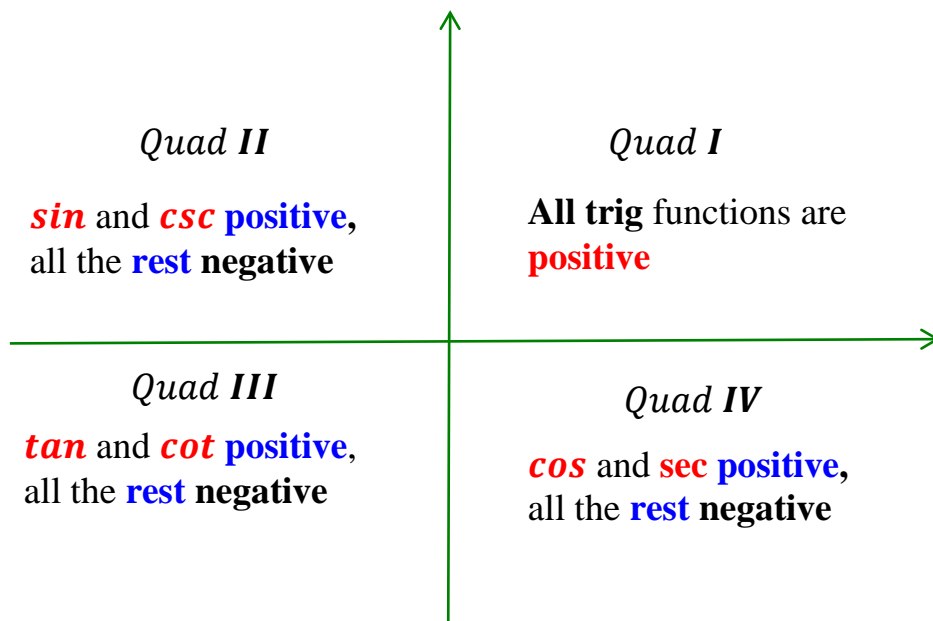 Quad II
sin and csc positive,
all the rest negative
Quad I
All trig functions are
positive
Quad III
tan and cot positive,
all the rest negative
Quad IV
cos and sec positive,
all the rest negative